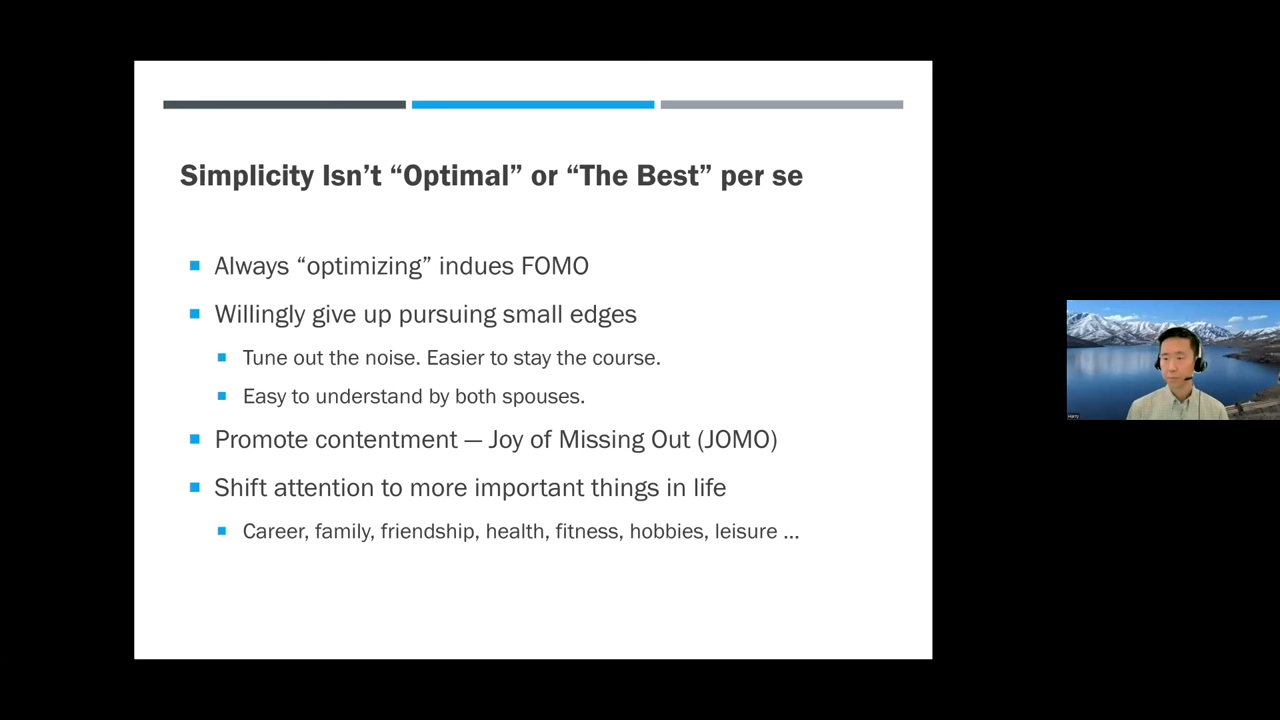 Simplicity Isn’t “Optimal” or “The Best” per se
Always “optimizing” indues FOMO
Willingly give up pursuing small edges
Tune out the noise. Easier to stay the course.
Easy to understand by both spouses.
Promote contentment — Joy of Missing Out (JOMO)
Shift attention to more important things in life
Career, family, friendship, health, fitness, hobbies, leisure ...
Harry